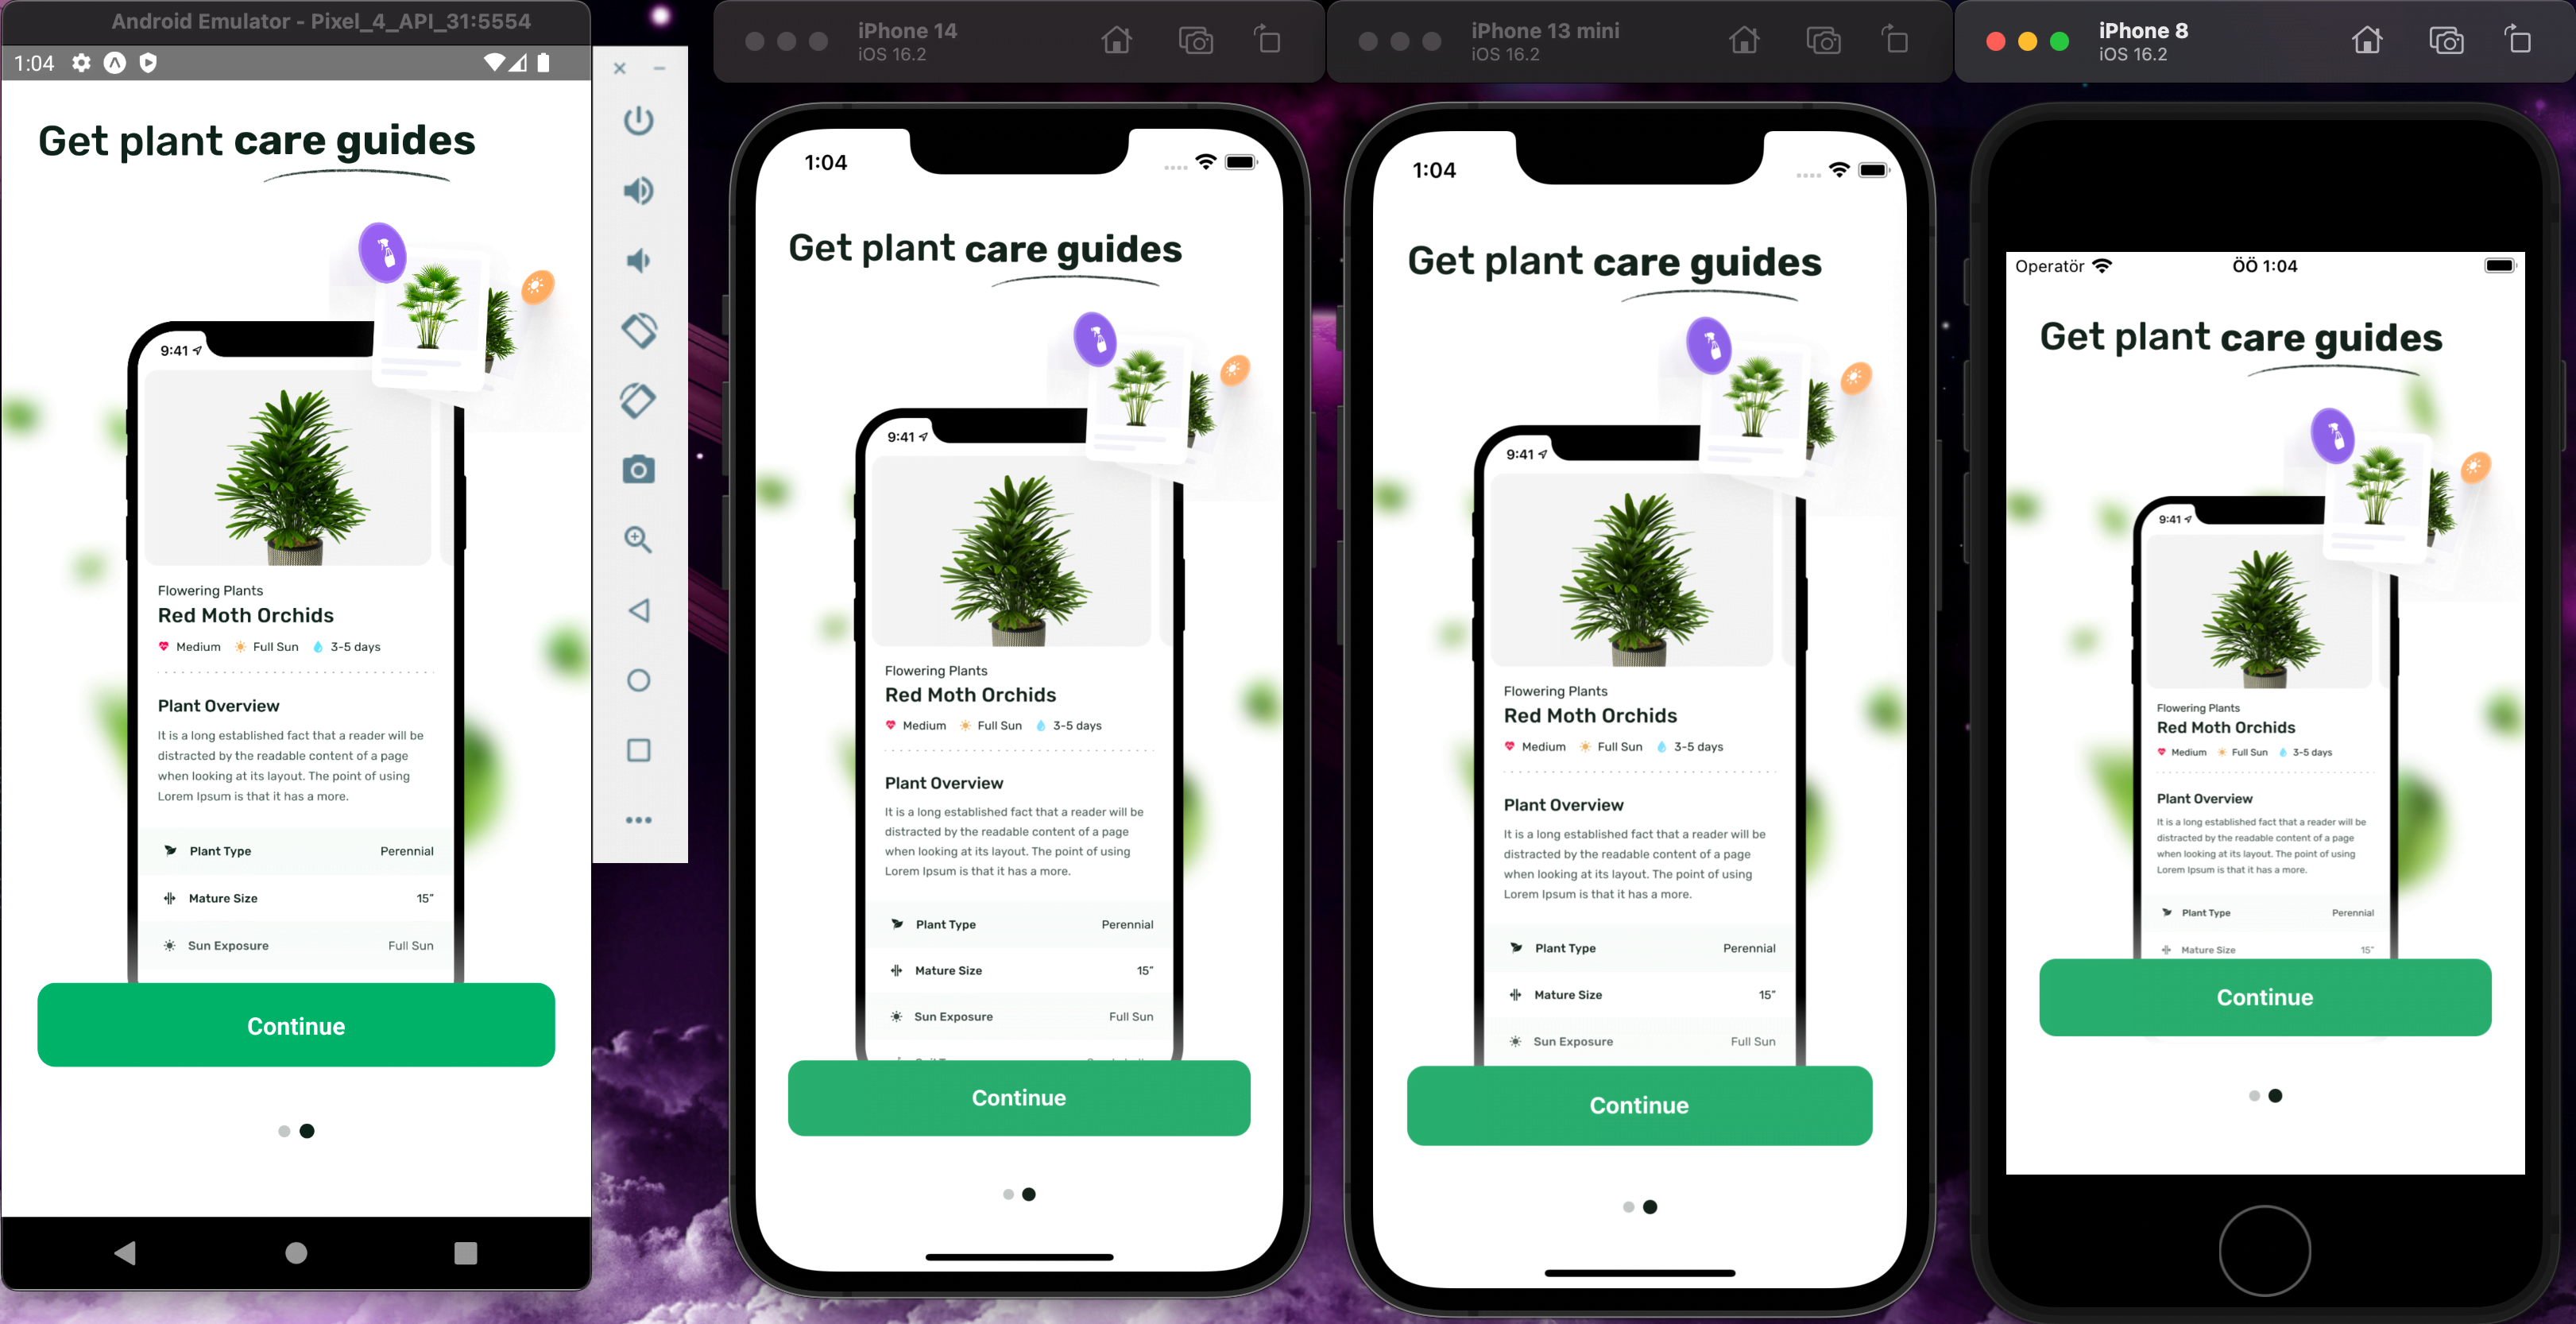 Android Emulator - Pixel_4_API_31:5554
1:04
Get plant care guides
9:41
Flowering Plants
Red Moth Orchids
Medium Full Sun 3-5 days
Plant Overview
It is a long established fact that a reader will be
distracted by the readable content of a page
when looking at its layout. The point of using
Lorem Ipsum is that it has a more.
Plant Type Perennial
Mature Size 15"
Sun Exposure Full Sun
Continue
iPhone 14
iOS 16.2
1:04
Get plant care guides
9:41
Flowering Plants
Red Moth Orchids
Medium Full Sun 3-5 days
Plant Overview
It is a long established fact that a reader will be
distracted by the readable content of a page
when looking at its layout. The point of using
Lorem Ipsum is that it has a more.
Plant Type Perennial
Mature Size 15"
Sun Exposure Full Sun
Continue
iPhone 13 mini
iOS 16.2
1:04
Get plant care guides
9:41
Flowering Plants
Red Moth Orchids
Medium Full Sun 3-5 days
Plant Overview
It is a long established fact that a reader will be
distracted by the readable content of a page
when looking at its layout. The point of using
Lorem Ipsum is that it has a more.
Plant Type Perennial
Mature Size 15"
Sun Exposure Full Sun
Continue
iPhone 8
iOS 16.2
Operatör ÖÖ 1:04
Get plant care guides
9:41
Flowering Plants
Red Moth Orchids
Medium Full Sun 3-5 days
Plant Overview
It is a long established fact that a reader will be
distracted by the readable content of a page
when looking at its layout. The point of using
Lorem Ipsum is that it has a more.
Plant Type Perennial
Mature Size 15"
Continue